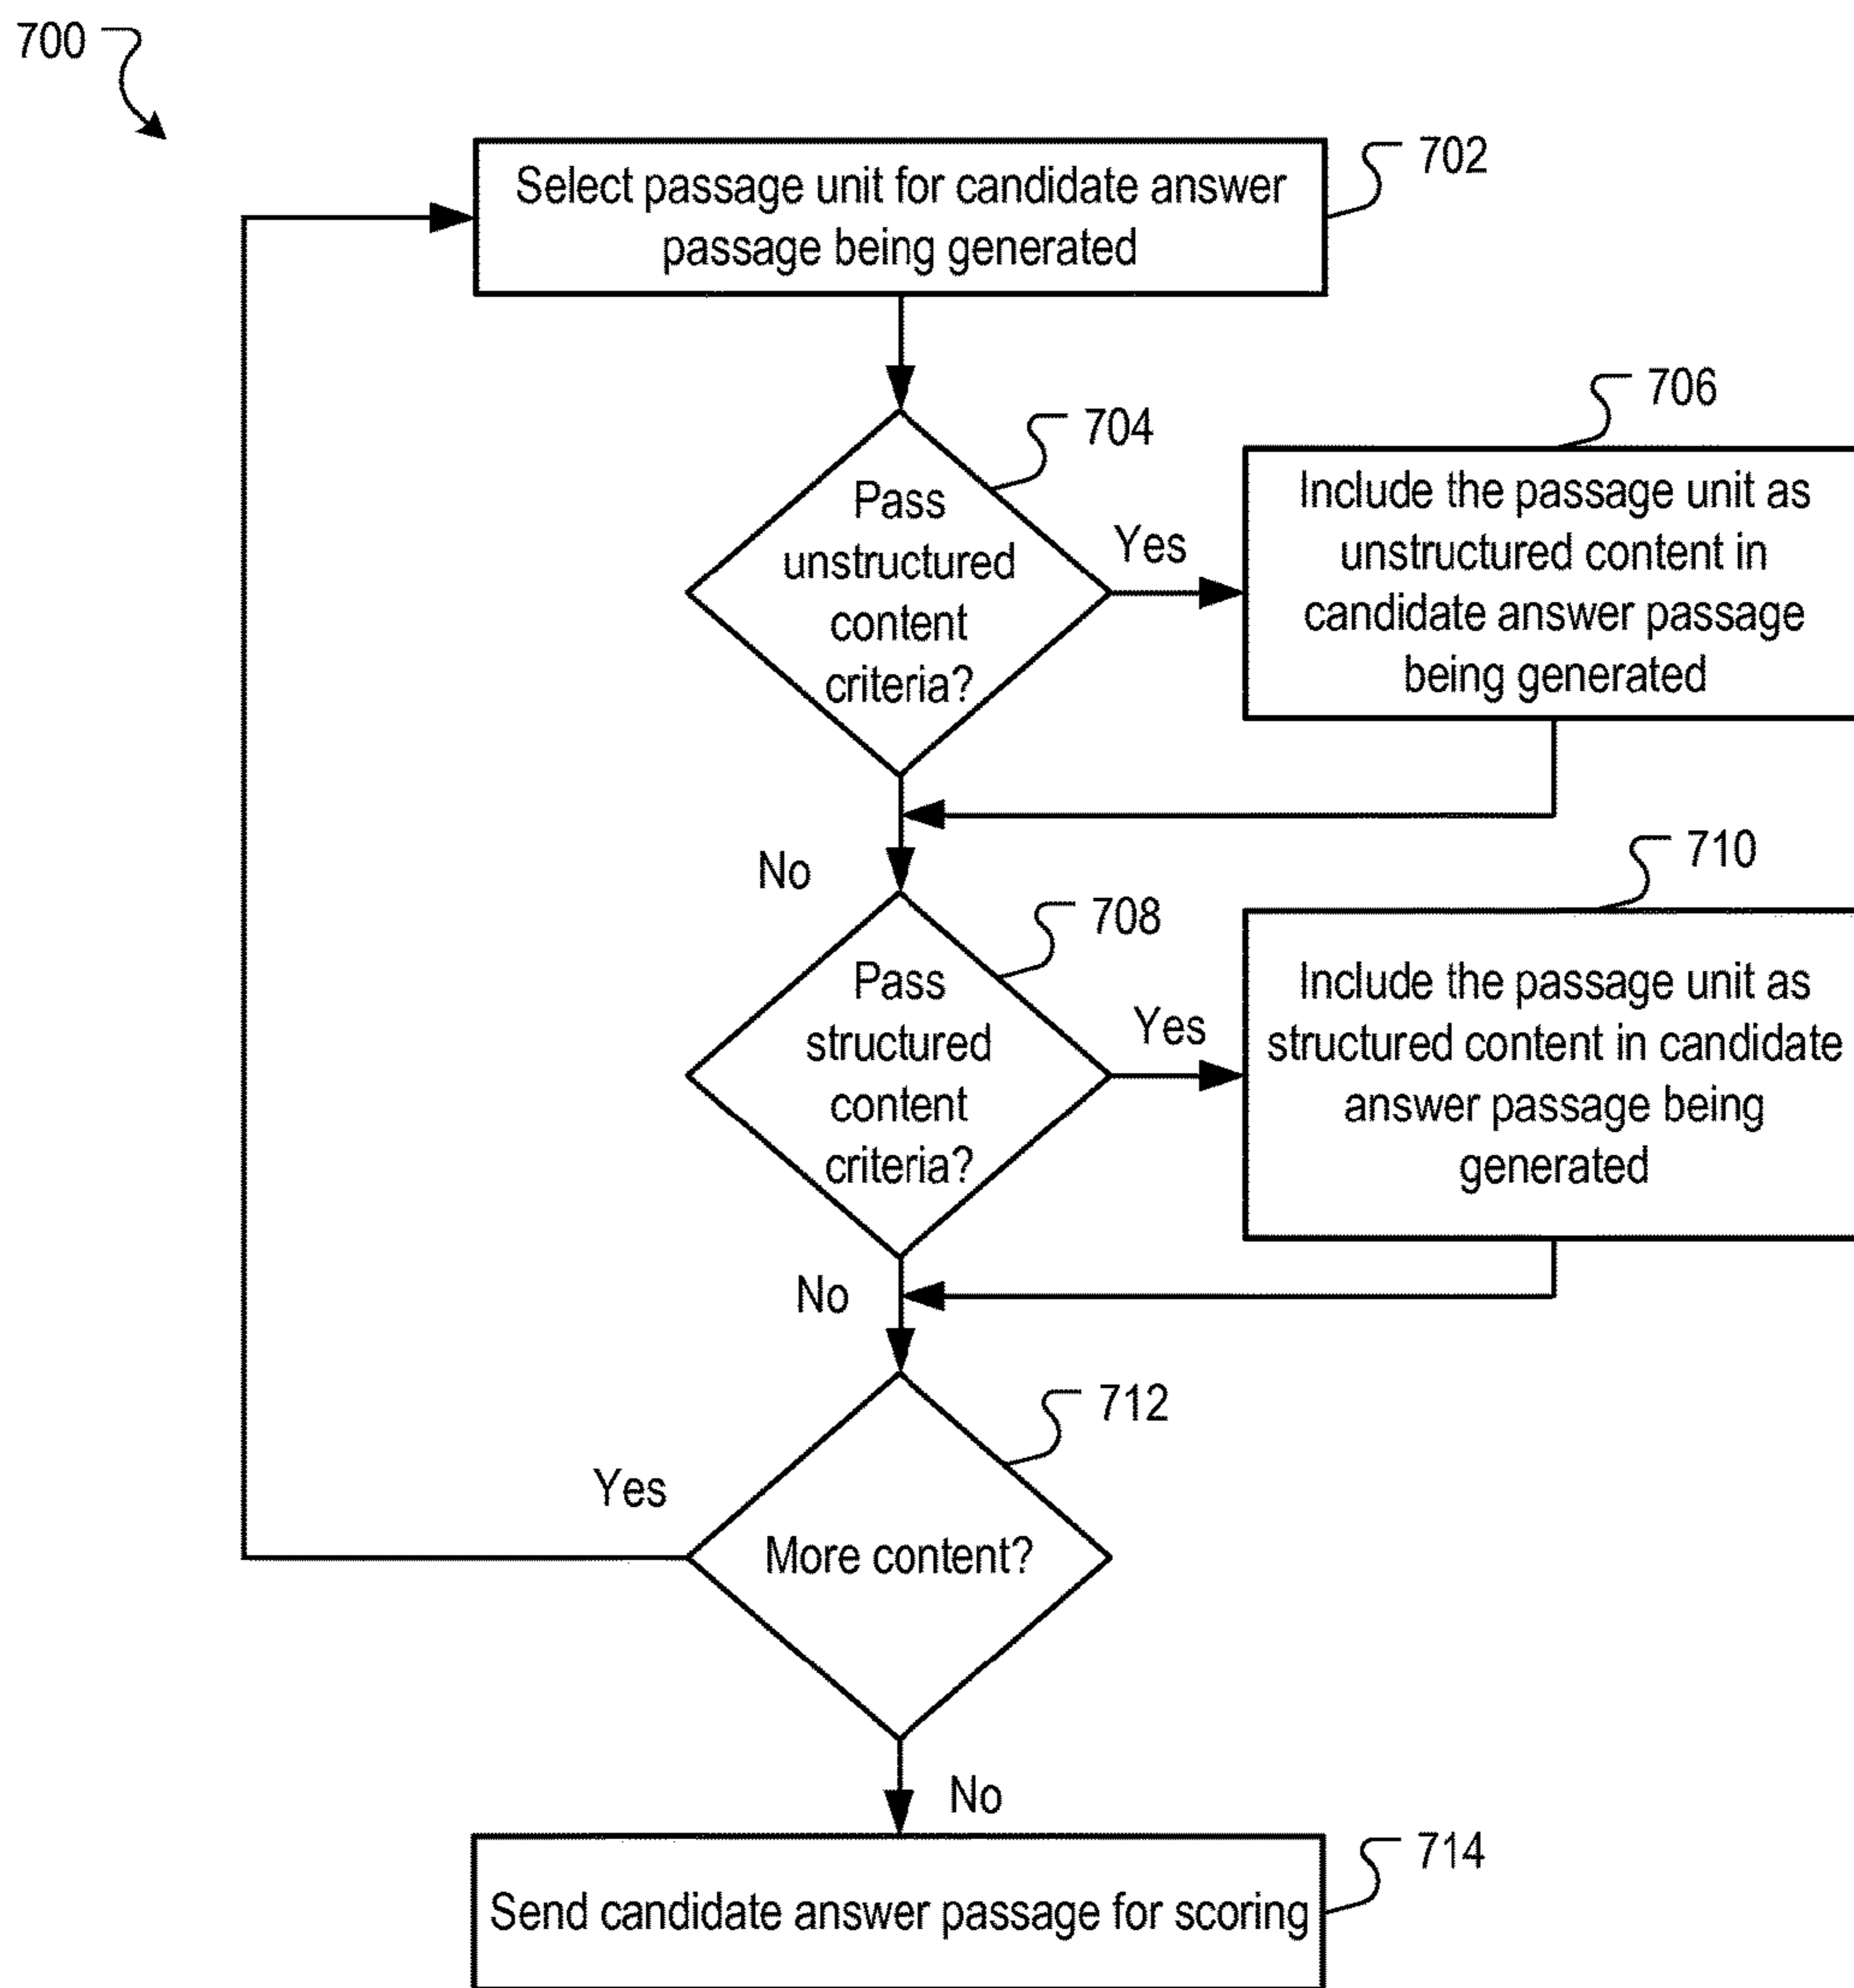 700
702
Select passage unit for candidate answer
passage being generated
704
Pass
unstructured
content
criteria?
Yes
706
Include the passage unit as
unstructured content in
candidate answer passage
being generated
No
708
Pass
structured
content
criteria?
Yes
710
Include the passage unit as
structured content in candidate
answer passage being
generated
No
712
More content?
Yes
No
714
Send candidate answer passage for scoring